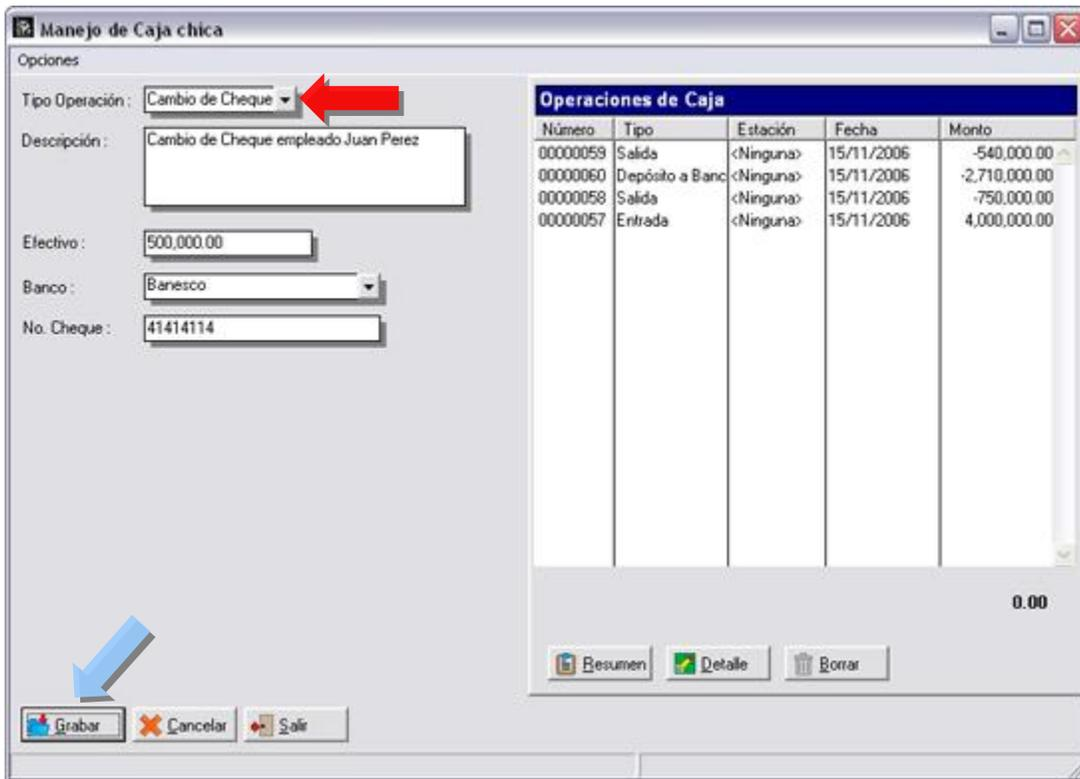 Manejo de Caja chica
Opciones
Tipo Operación : Cambio de Cheque
Descripción : Cambio de Cheque empleado Juan Perez
Efectivo : 500,000.00
Banco : Banesco
No. Cheque : 41414114
Operaciones de Caja
Número Tipo Estación Fecha Monto
00000059 Salida <Ninguna> 15/11/2006 -540,000.00
00000060 Depósito a Banc <Ninguna> 15/11/2006 -2,710,000.00
00000058 Salida <Ninguna> 15/11/2006 -750,000.00
00000057 Entrada <Ninguna> 15/11/2006 4,000,000.00
0.00
Resumen Detalle Borrar
Grabar Cancelar Salir